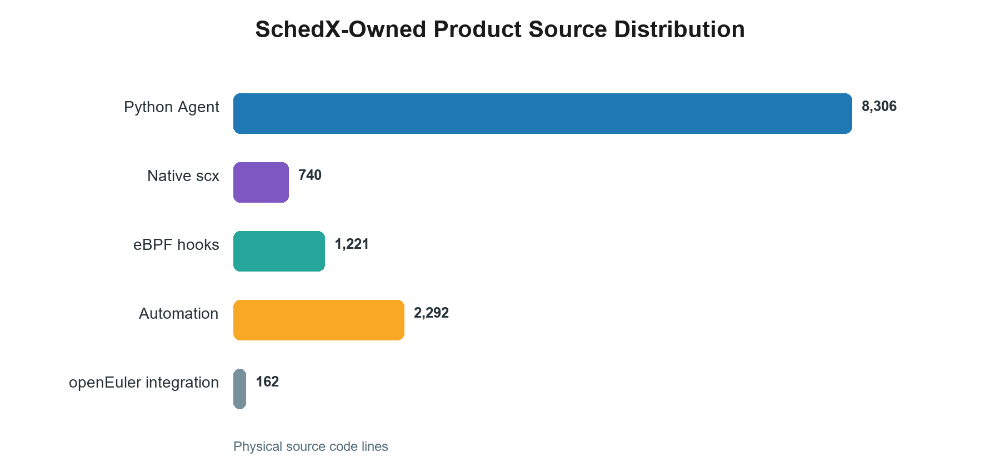 SchedX-Owned Product Source Distribution
Python Agent 8,306
Native scx 740
eBPF hooks 1,221
Automation 2,292
openEuler integration 162
Physical source code lines